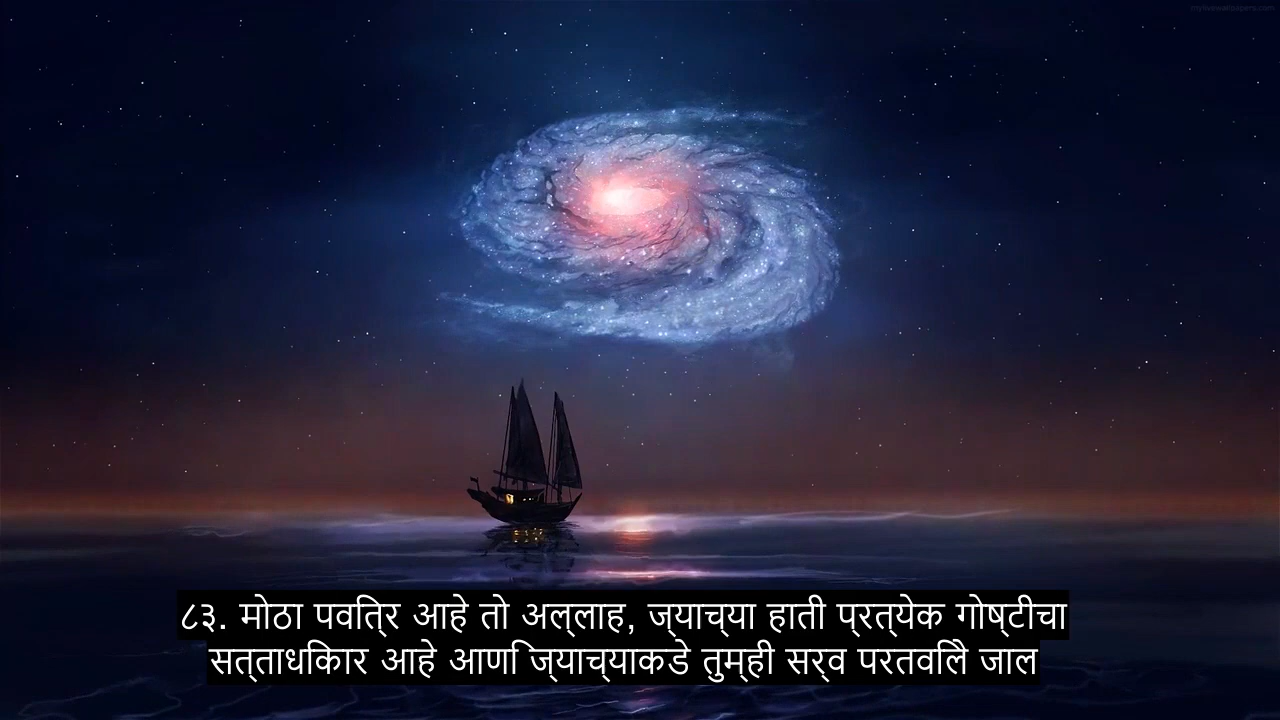 ८३. मोठा पवित्र आहे तो अल्लाह, ज्याच्या हाती प्रत्येक गोष्टीचा
सत्ताधिकार आहे आणि ज्याच्याकडे तुम्ही सर्व परतविले जाल